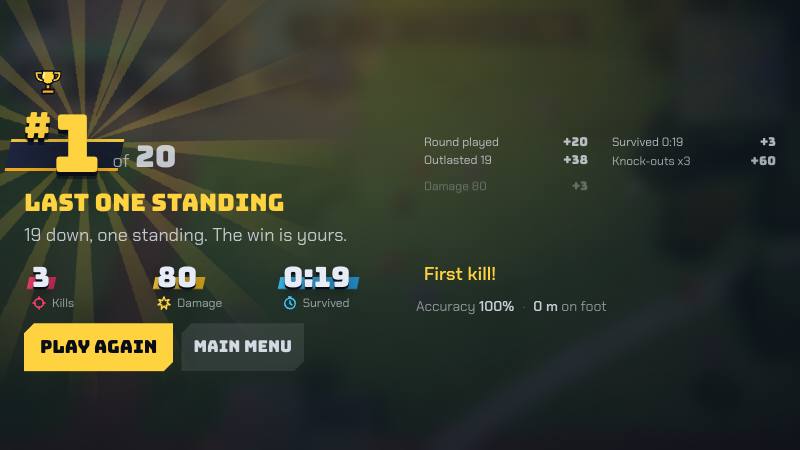 #1 of 20
LAST ONE STANDING
19 down, one standing. The win is yours.
3 80 0:19
Kills Damage Survived
PLAY AGAIN MAIN MENU
Round played +20 Survived 0:19 +3
Outlasted 19 +38 Knock-outs x3 +60
Damage 80 +3
First kill!
Accuracy 100% · 0 m on foot